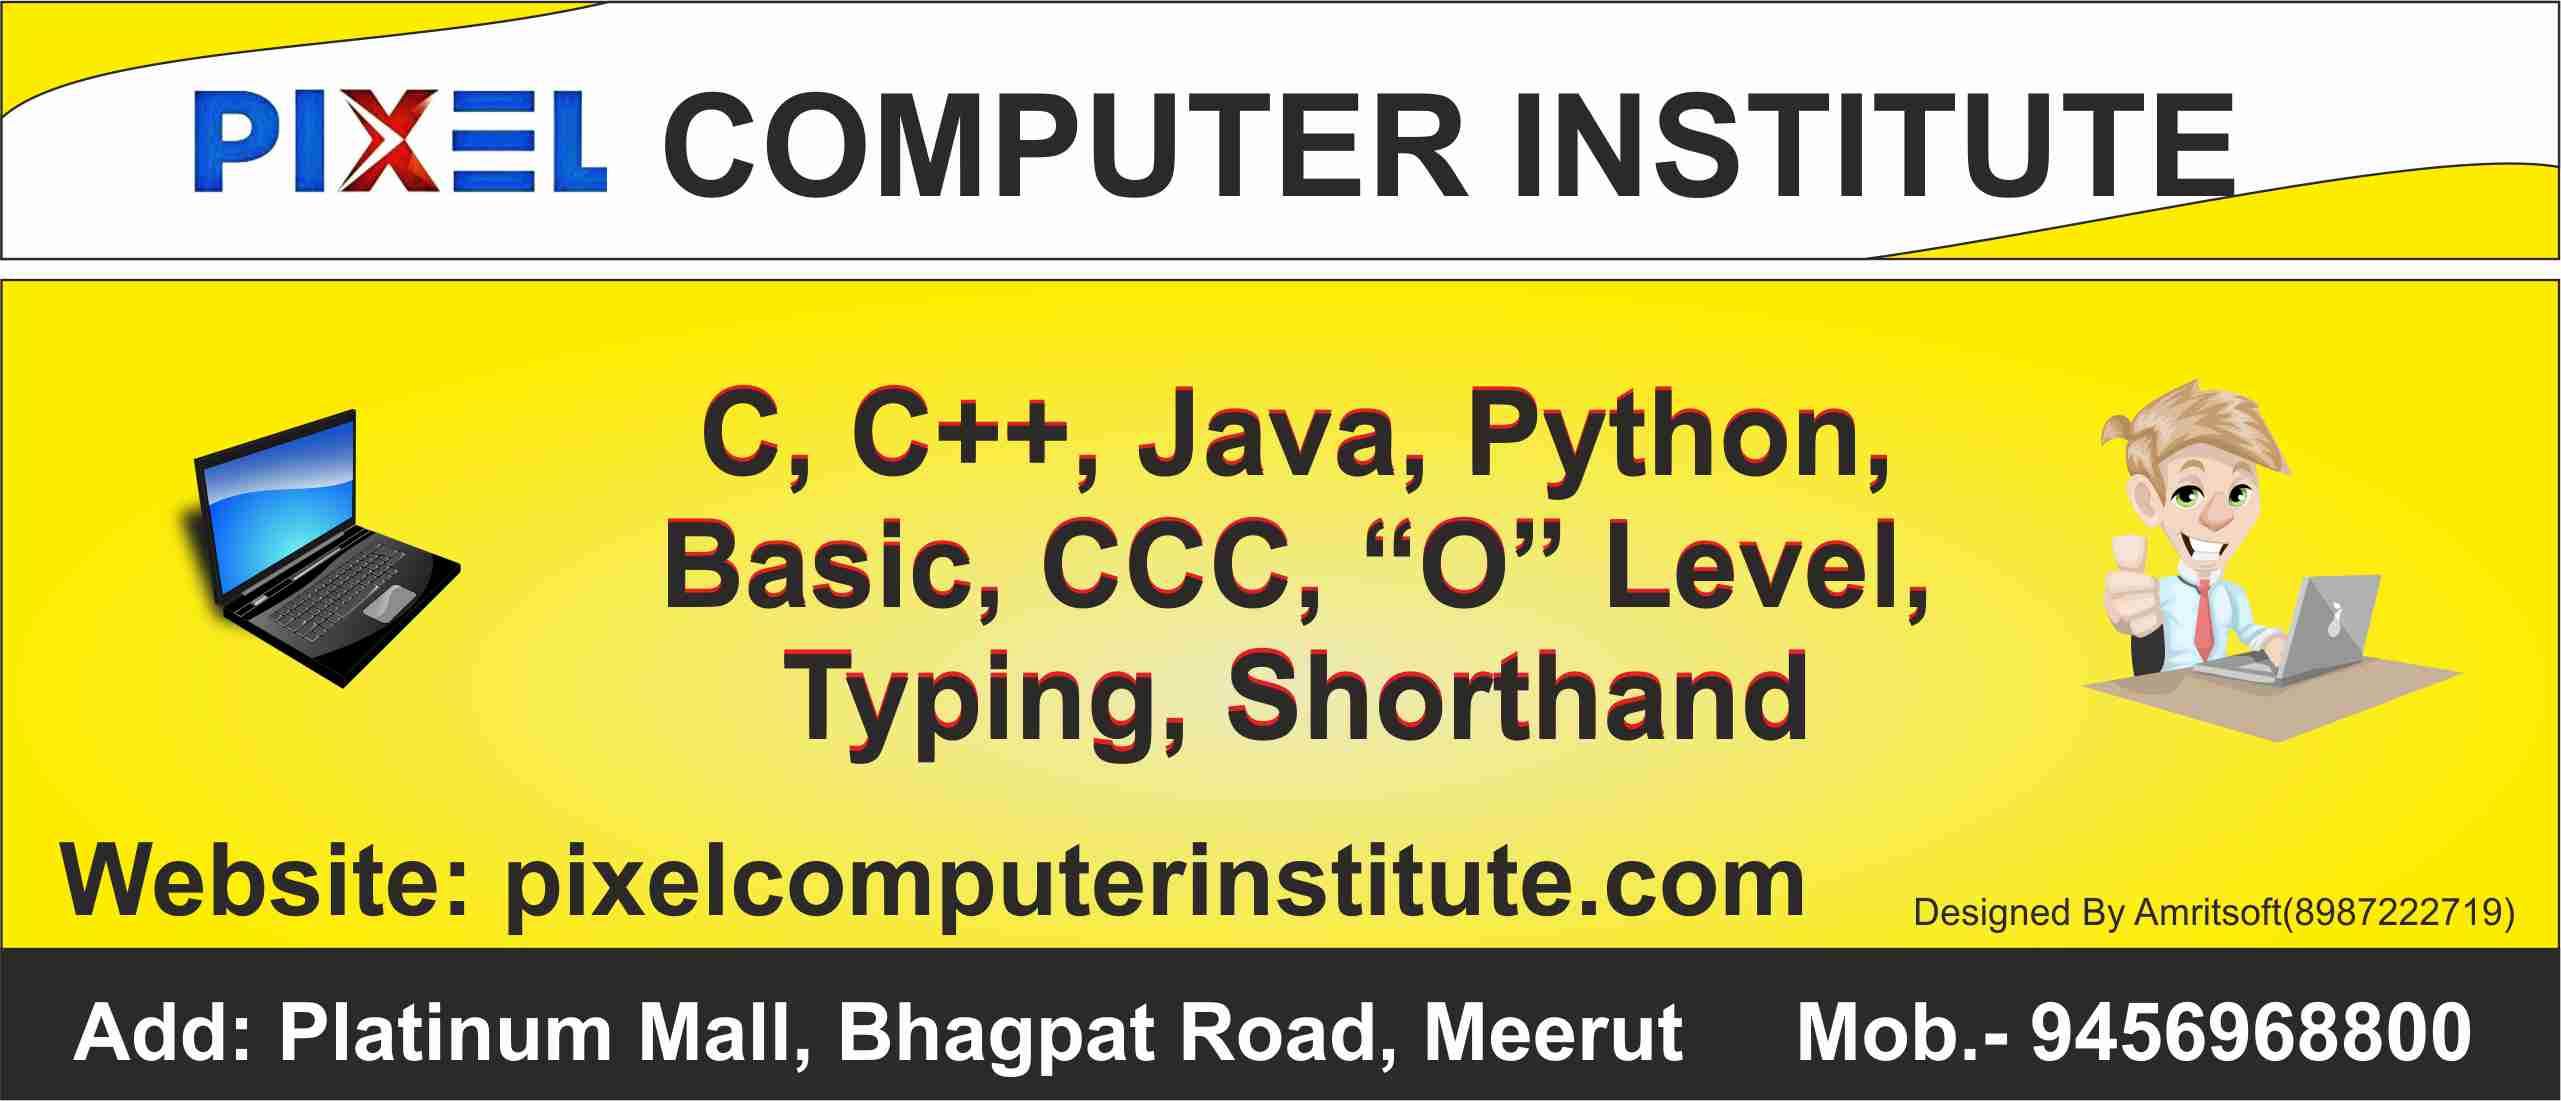 PIXEL COMPUTER INSTITUTE
C, C++, Java, Python,
Basic, CCC, “O” Level,
Typing, Shorthand
Website: pixelcomputerinstitute.com
Designed By Amritsoft(8987222719)
Add: Platinum Mall, Bhagpat Road, Meerut Mob.- 9456968800